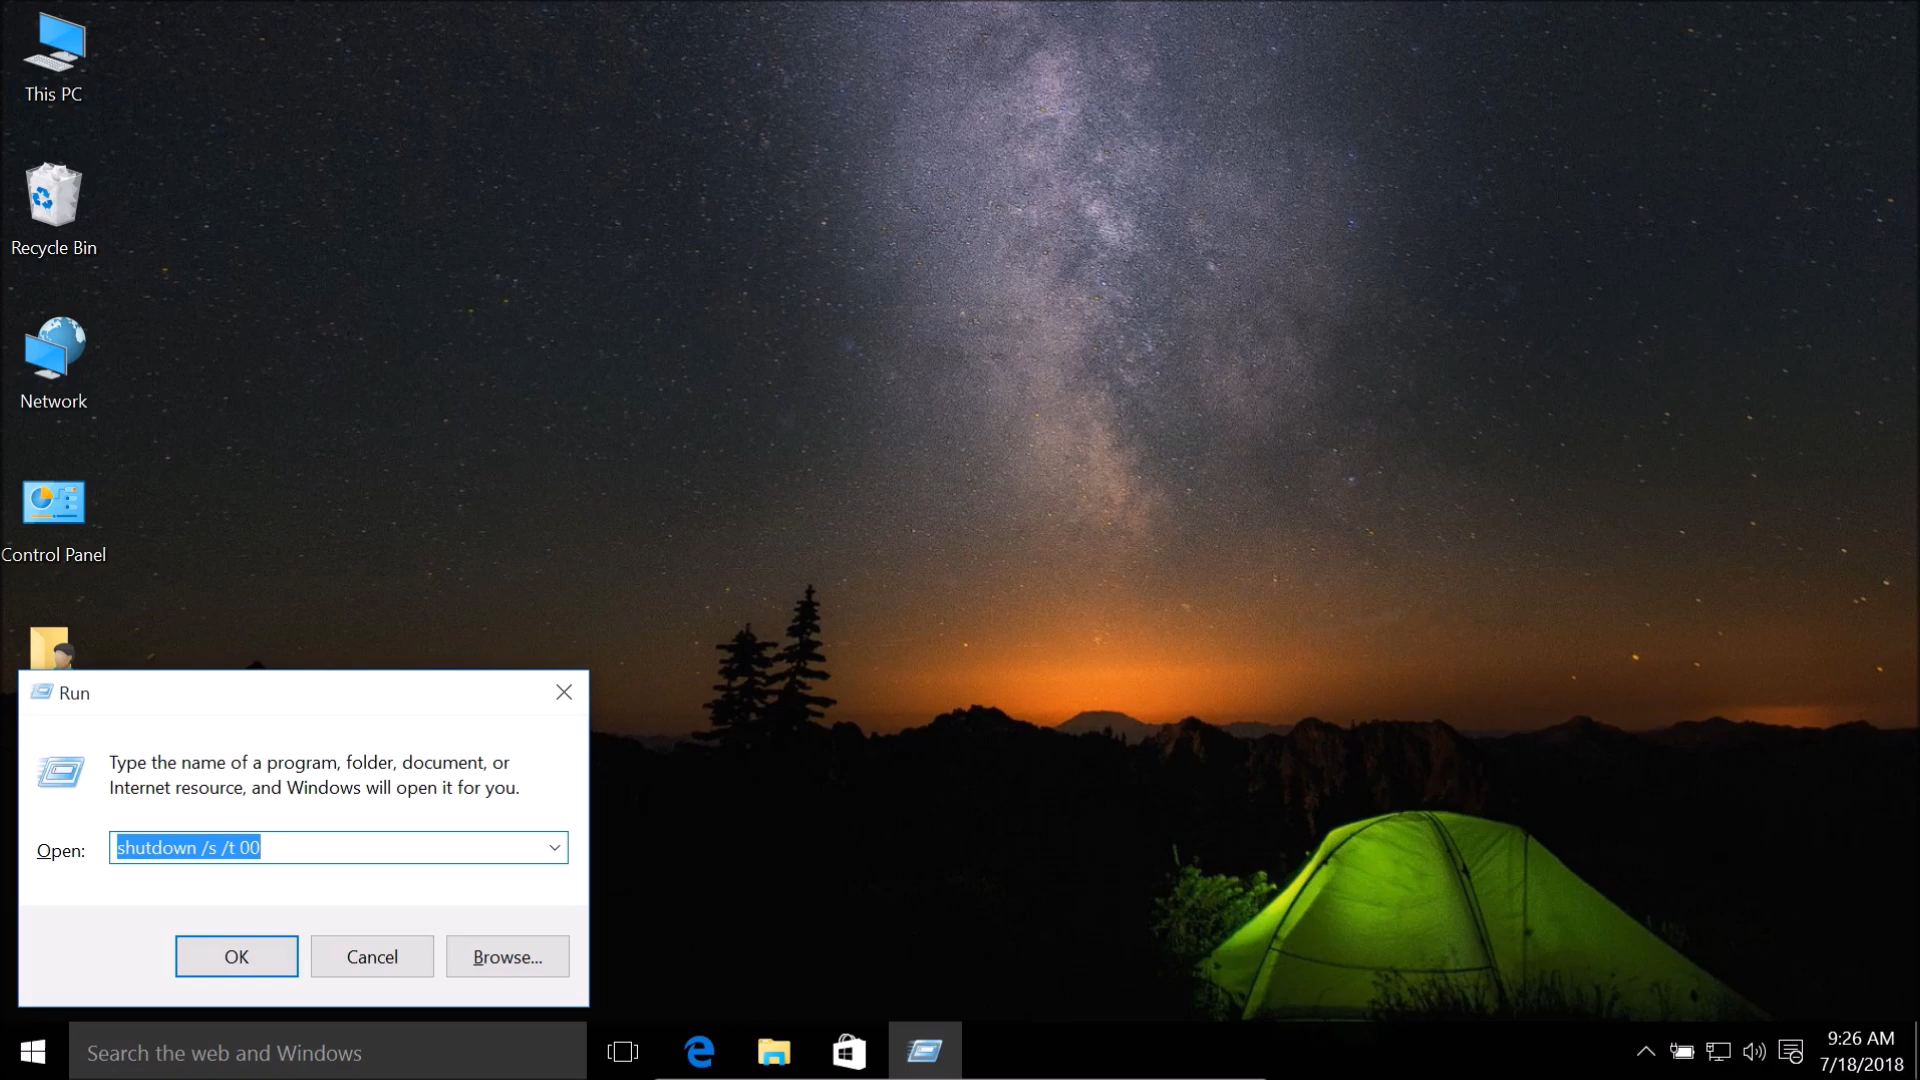 This PC
Recycle Bin
Network
Control Panel
Run
Type the name of a program, folder, document, or
Internet resource, and Windows will open it for you.
Open:
shutdown /s /t 00
OK
Cancel
Browse...
Search the web and Windows
9:26 AM
7/18/2018